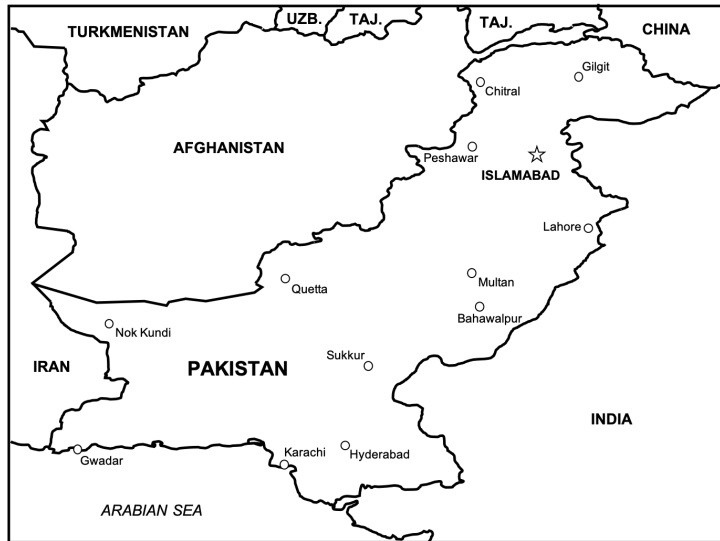 TURKMENISTAN
UZB.
TAJ.
TAJ.
CHINA
Gilgit
Chitral
AFGHANISTAN
Peshawar
ISLAMABAD
Lahore
Quetta
Multan
Bahawalpur
Nok Kundi
IRAN
PAKISTAN
Sukkur
INDIA
Gwadar
Karachi
Hyderabad
ARABIAN SEA